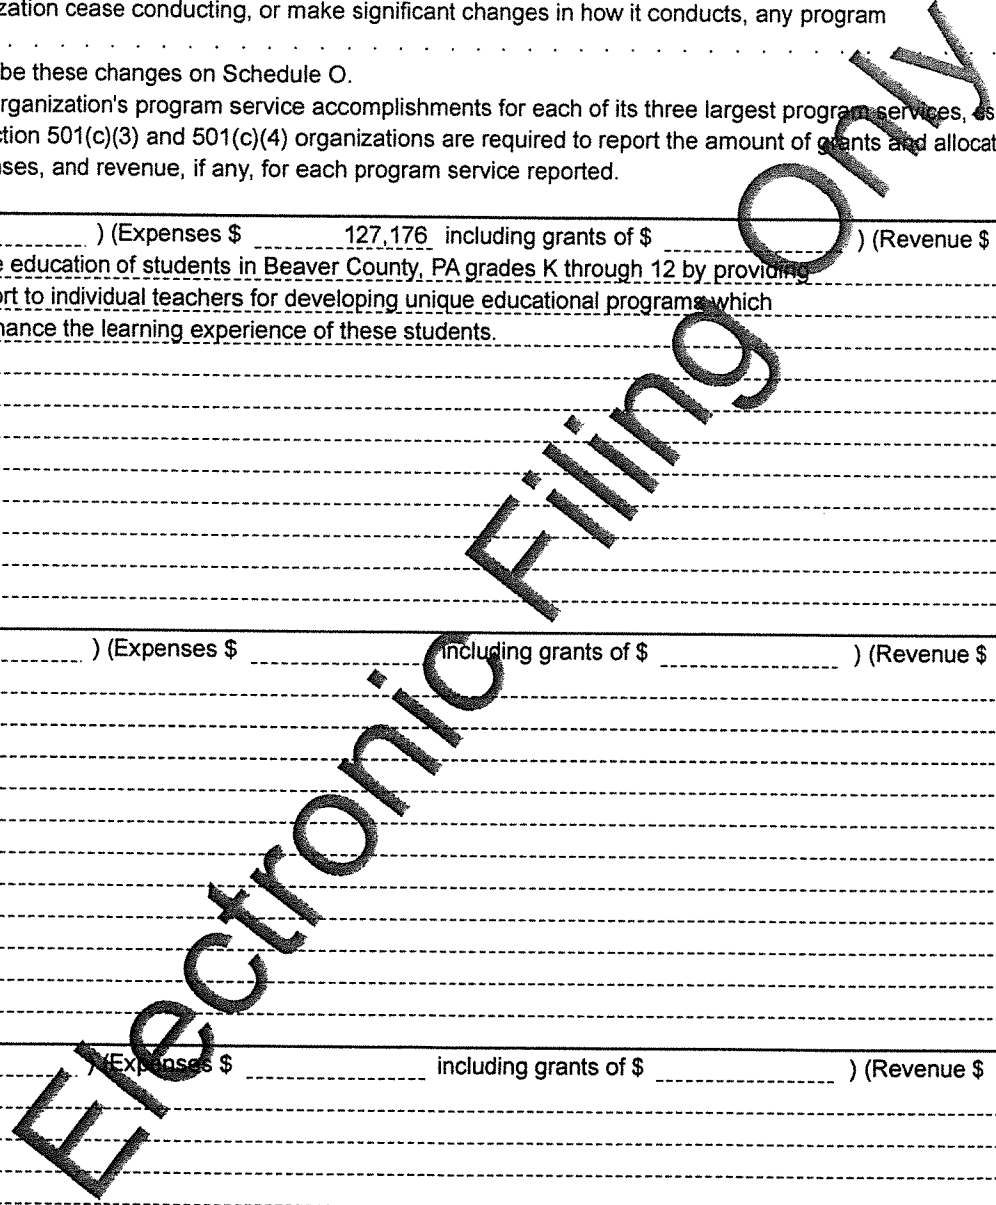 zation cease conducting, or make significant changes in how it conducts, any program
be these changes on Schedule O.
rganization's program service accomplishments for each of its three largest program services, as
ction 501(c)(3) and 501(c)(4) organizations are required to report the amount of grants and allocat
ses, and revenue, if any, for each program service reported.
) (Expenses $ 127,176 including grants of $ ) (Revenue $
e education of students in Beaver County, PA grades K through 12 by providing
ort to individual teachers for developing unique educational programs which
hance the learning experience of these students.
) (Expenses $ including grants of $ ) (Revenue $
) (Expenses $ including grants of $ ) (Revenue $
Electronic Filing Only